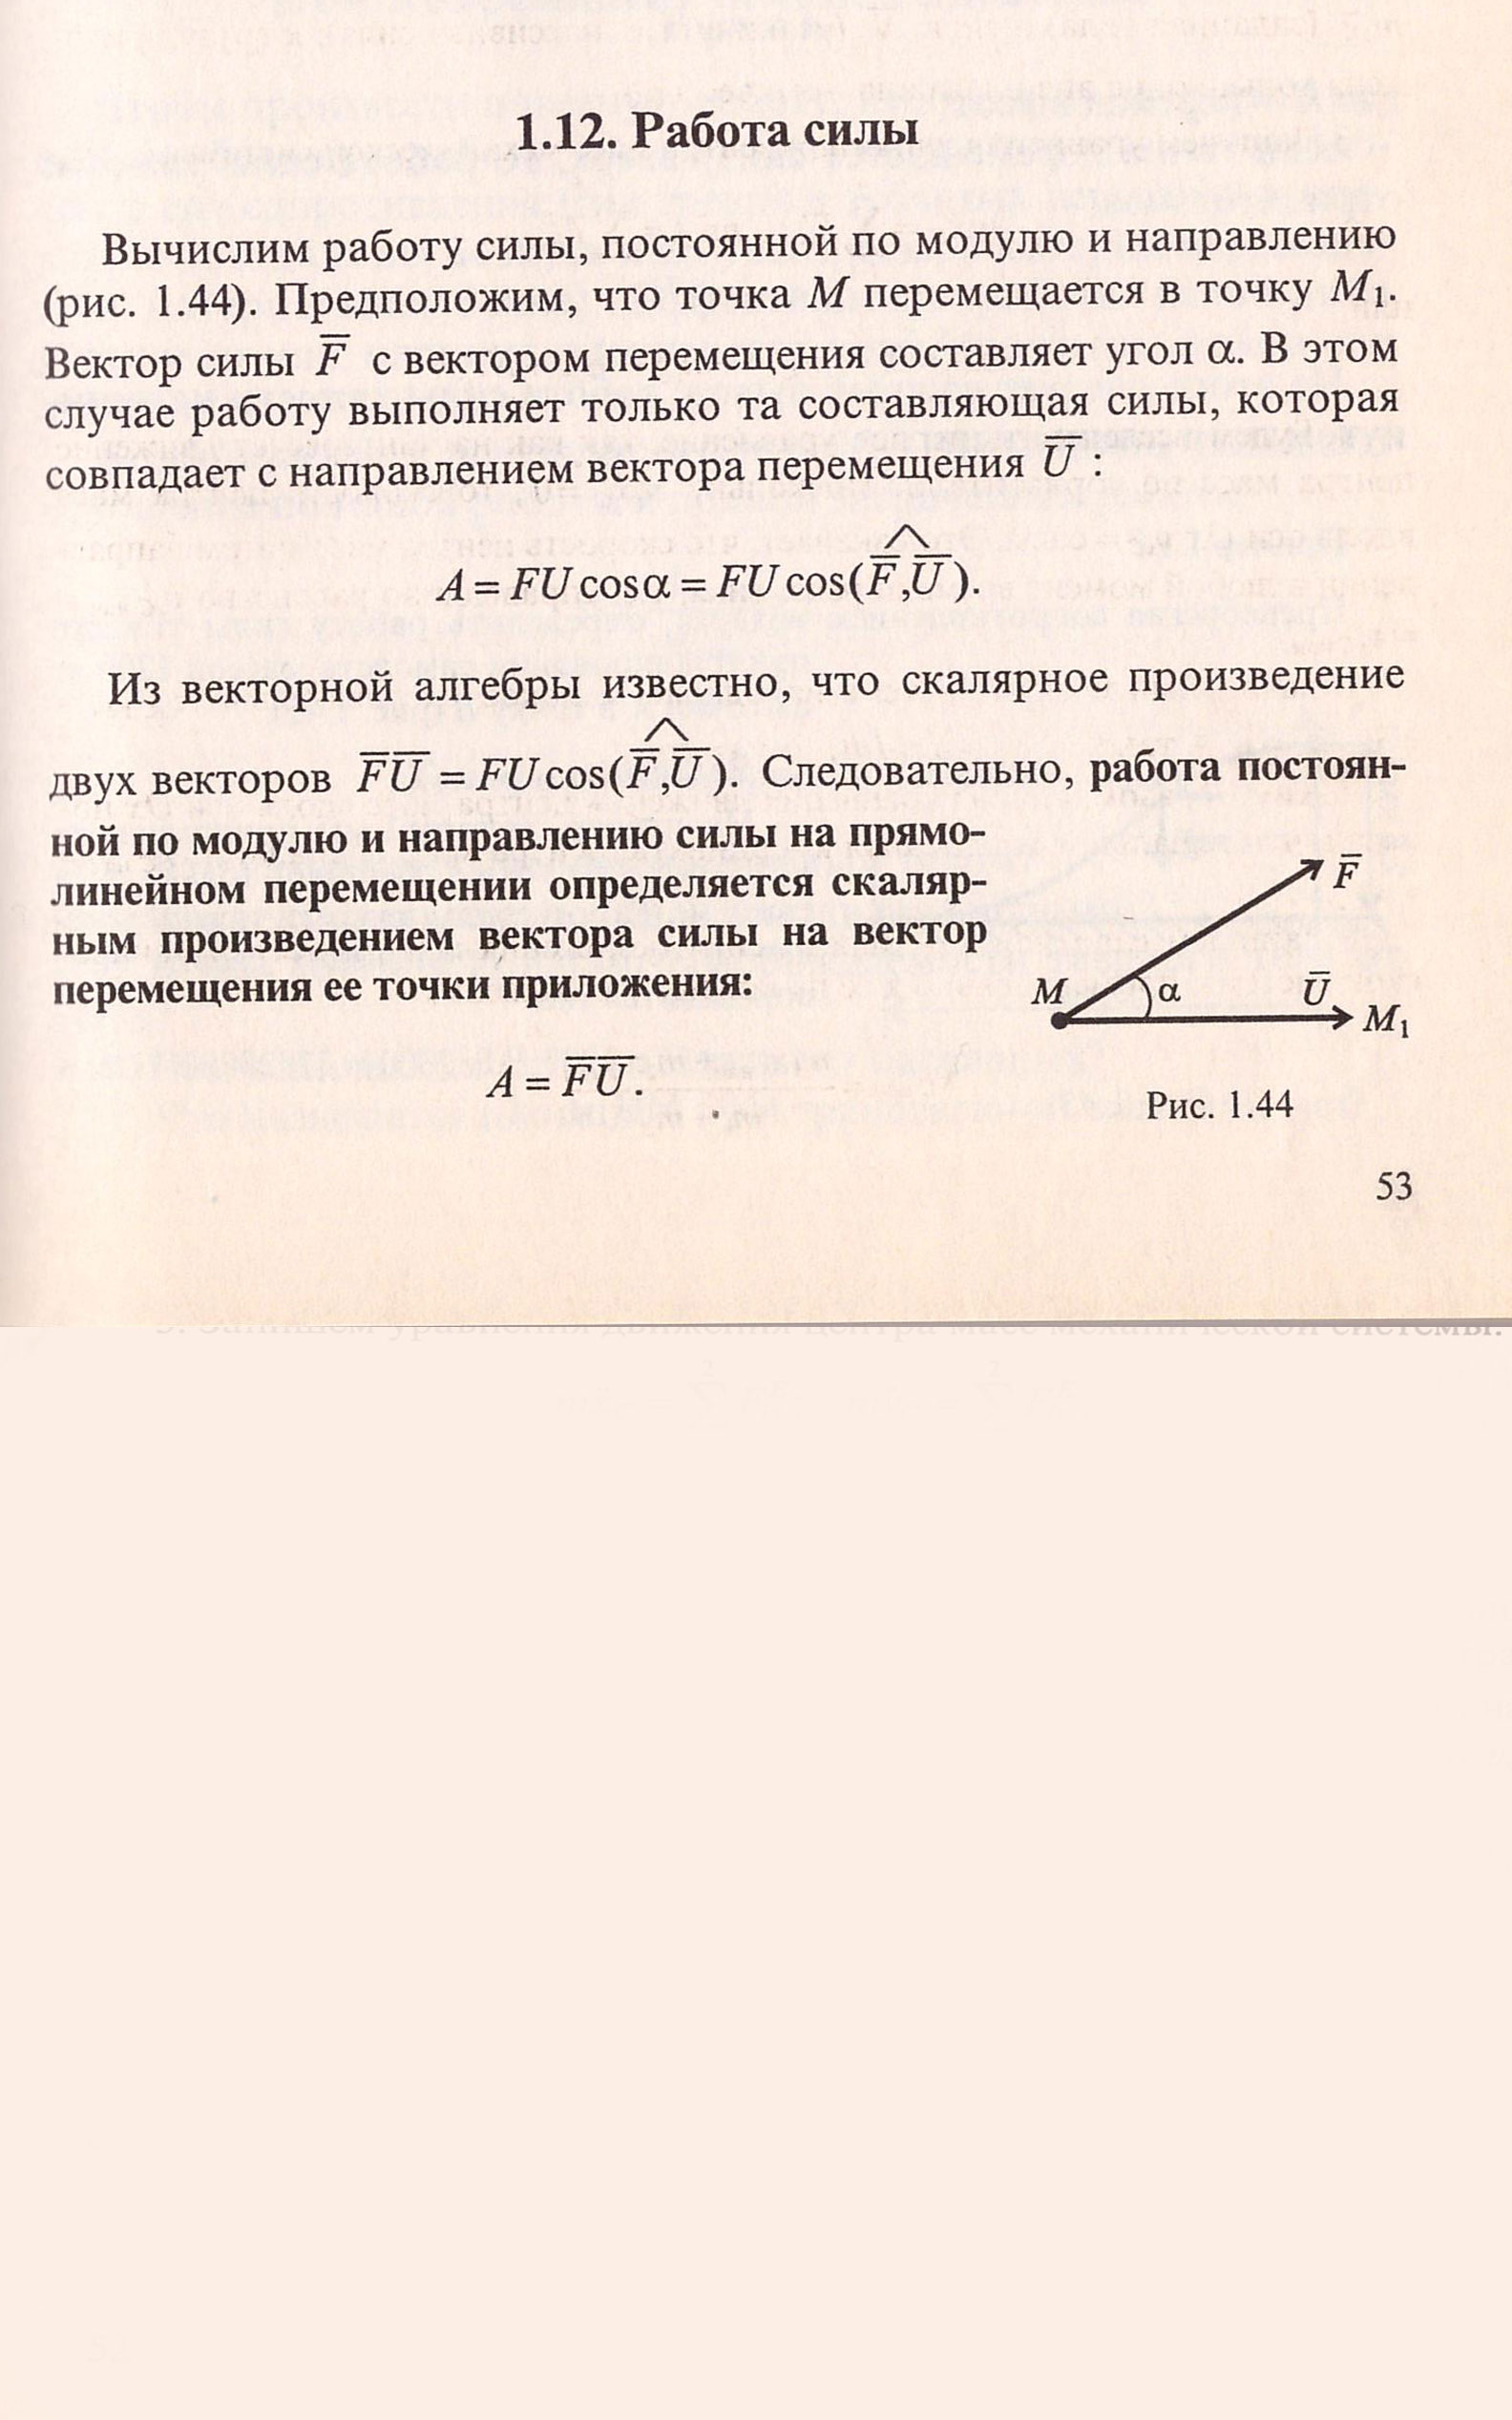 1.12. Работа силы
Вычислим работу силы, постоянной по модулю и направлению
(рис. 1.44). Предположим, что точка M перемещается в точку M₁.
Вектор силы F̅ с вектором перемещения составляет угол α. В этом
случае работу выполняет только та составляющая силы, которая
совпадает с направлением вектора перемещения U̅ :
A = FU cosα = FU cos(F̅,U̅).
Из векторной алгебры известно, что скалярное произведение
двух векторов F̅U̅ = FU cos(F̅,U̅). Следовательно, работа постоян-
ной по модулю и направлению силы на прямо-
линейном перемещении определяется скаляр-
ным произведением вектора силы на вектор
перемещения ее точки приложения:
A = F̅U̅.
F̅
M α U̅ M₁
Рис. 1.44
53